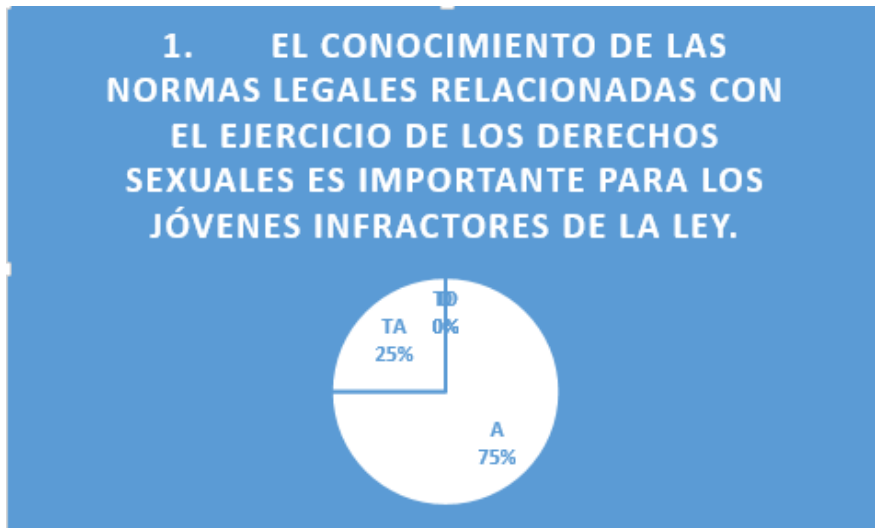 1. EL CONOCIMIENTO DE LAS
NORMAS LEGALES RELACIONADAS CON
EL EJERCICIO DE LOS DERECHOS
SEXUALES ES IMPORTANTE PARA LOS
JÓVENES INFRACTORES DE LA LEY.
TA
25%
0%
A
75%